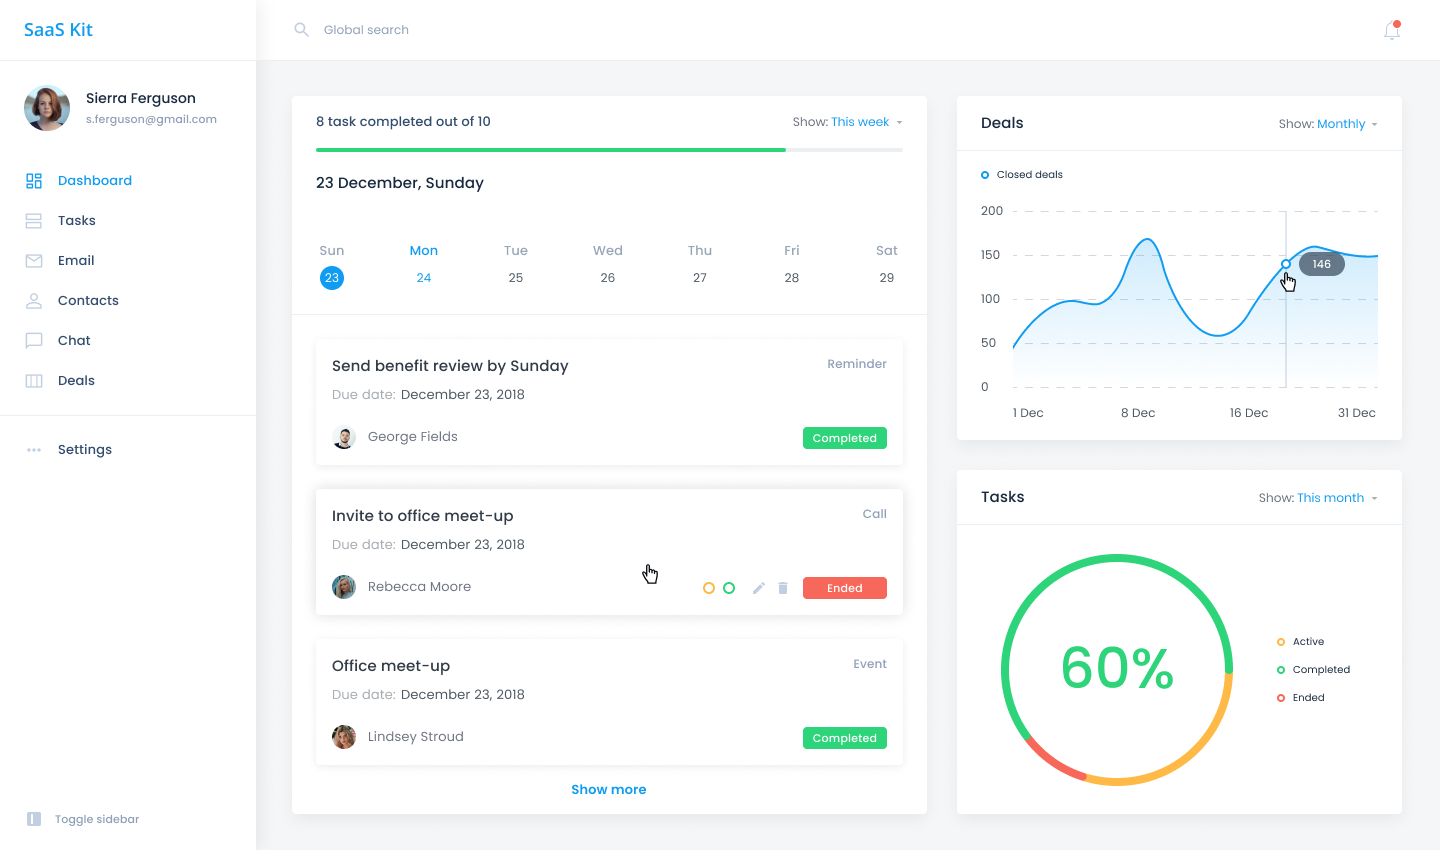 SaaS Kit
Global search
Sierra Ferguson
s.ferguson@gmail.com
Dashboard
Tasks
Email
Contacts
Chat
Deals
Settings
Toggle sidebar
8 task completed out of 10
Show: This week
23 December, Sunday
Sun Mon Tue Wed Thu Fri Sat
23 24 25 26 27 28 29
Send benefit review by Sunday
Reminder
Due date: December 23, 2018
George Fields
Completed
Invite to office meet-up
Call
Due date: December 23, 2018
Rebecca Moore
Ended
Office meet-up
Event
Due date: December 23, 2018
Lindsey Stroud
Completed
Show more
Deals
Show: Monthly
Closed deals
200
150
146
100
50
0
1 Dec 8 Dec 16 Dec 31 Dec
Tasks
Show: This month
60%
Active
Completed
Ended